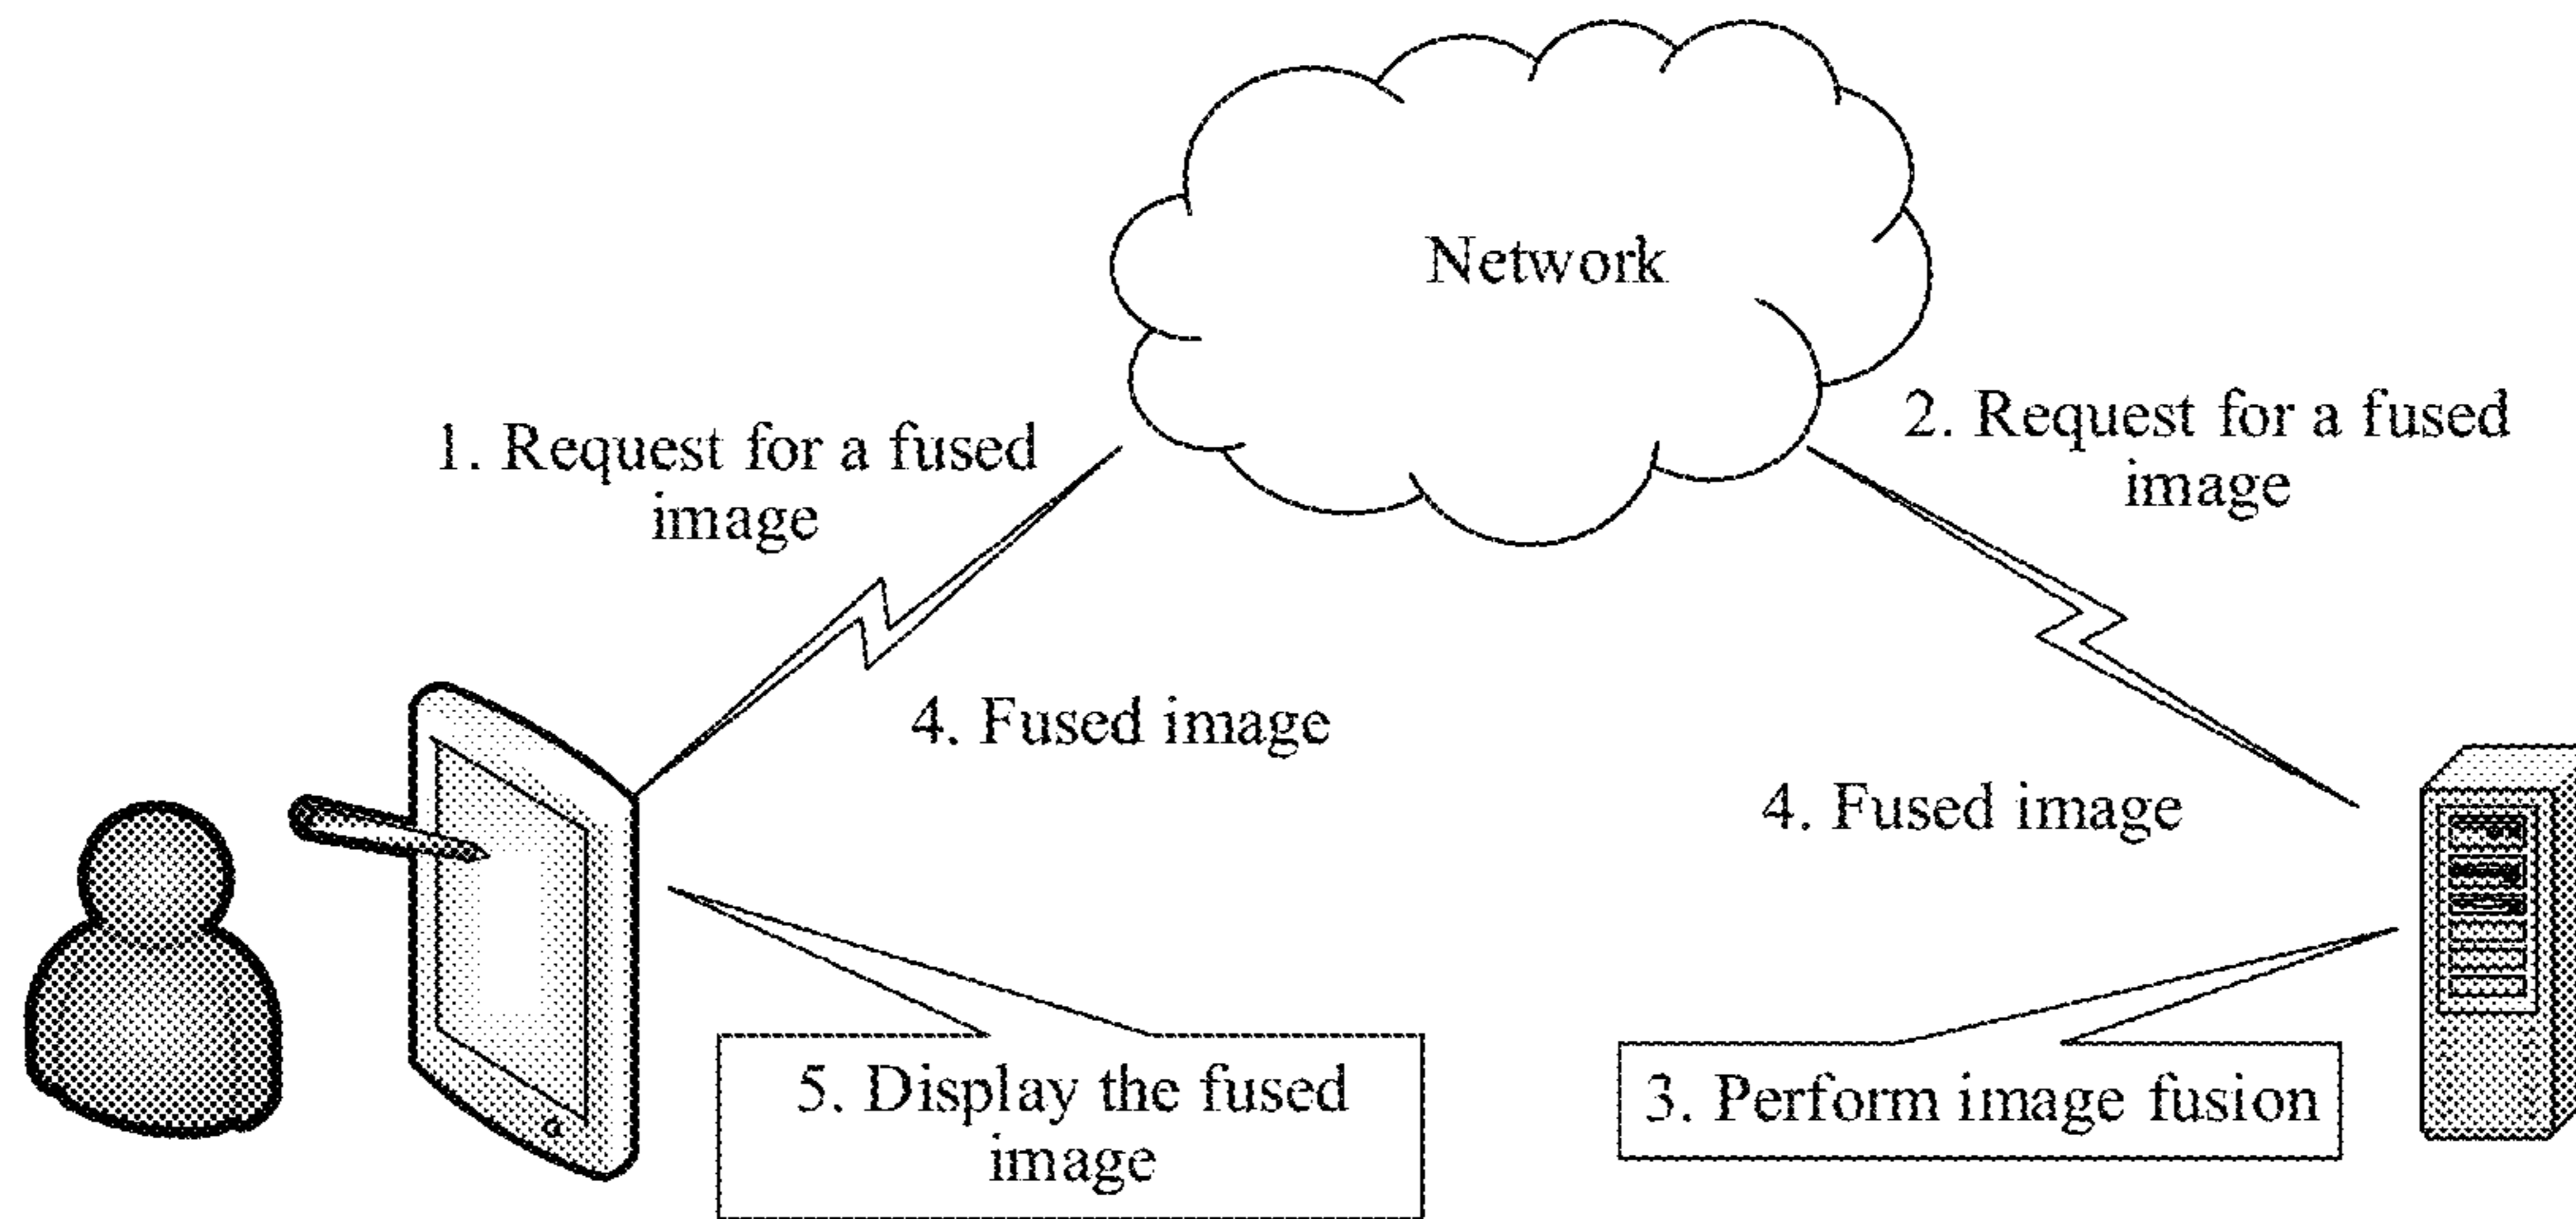 Network
1. Request for a fused
image
2. Request for a fused
image
4. Fused image
4. Fused image
5. Display the fused
image
3. Perform image fusion